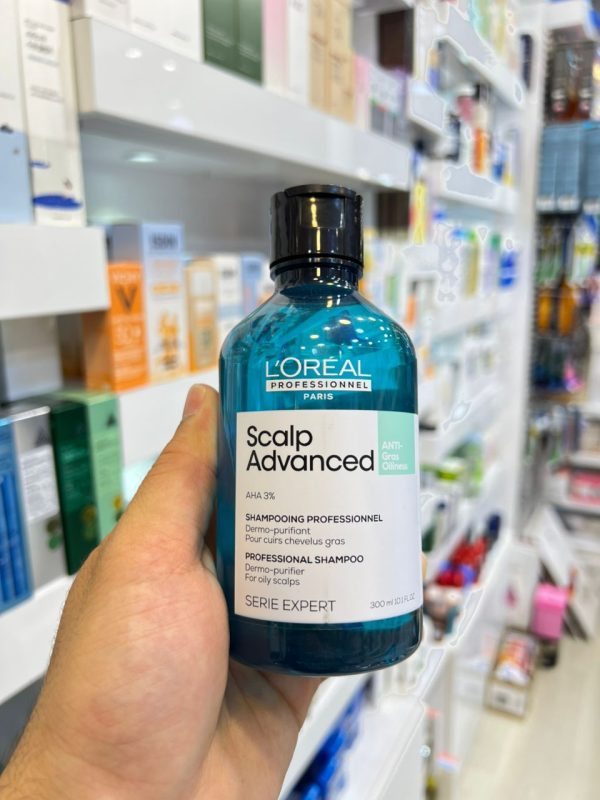 L'ORÉAL
PROFESSIONNEL
PARIS
Scalp
Advanced
ANTI-
Gras
Oiliness
AHA 3%
SHAMPOOING PROFESSIONNEL
Dermo-purifiant
Pour cuirs chevelus gras
PROFESSIONAL SHAMPOO
Dermo-purifier
For oily scalps
SERIE EXPERT
300 ml 10.1 FL.OZ
VICHY